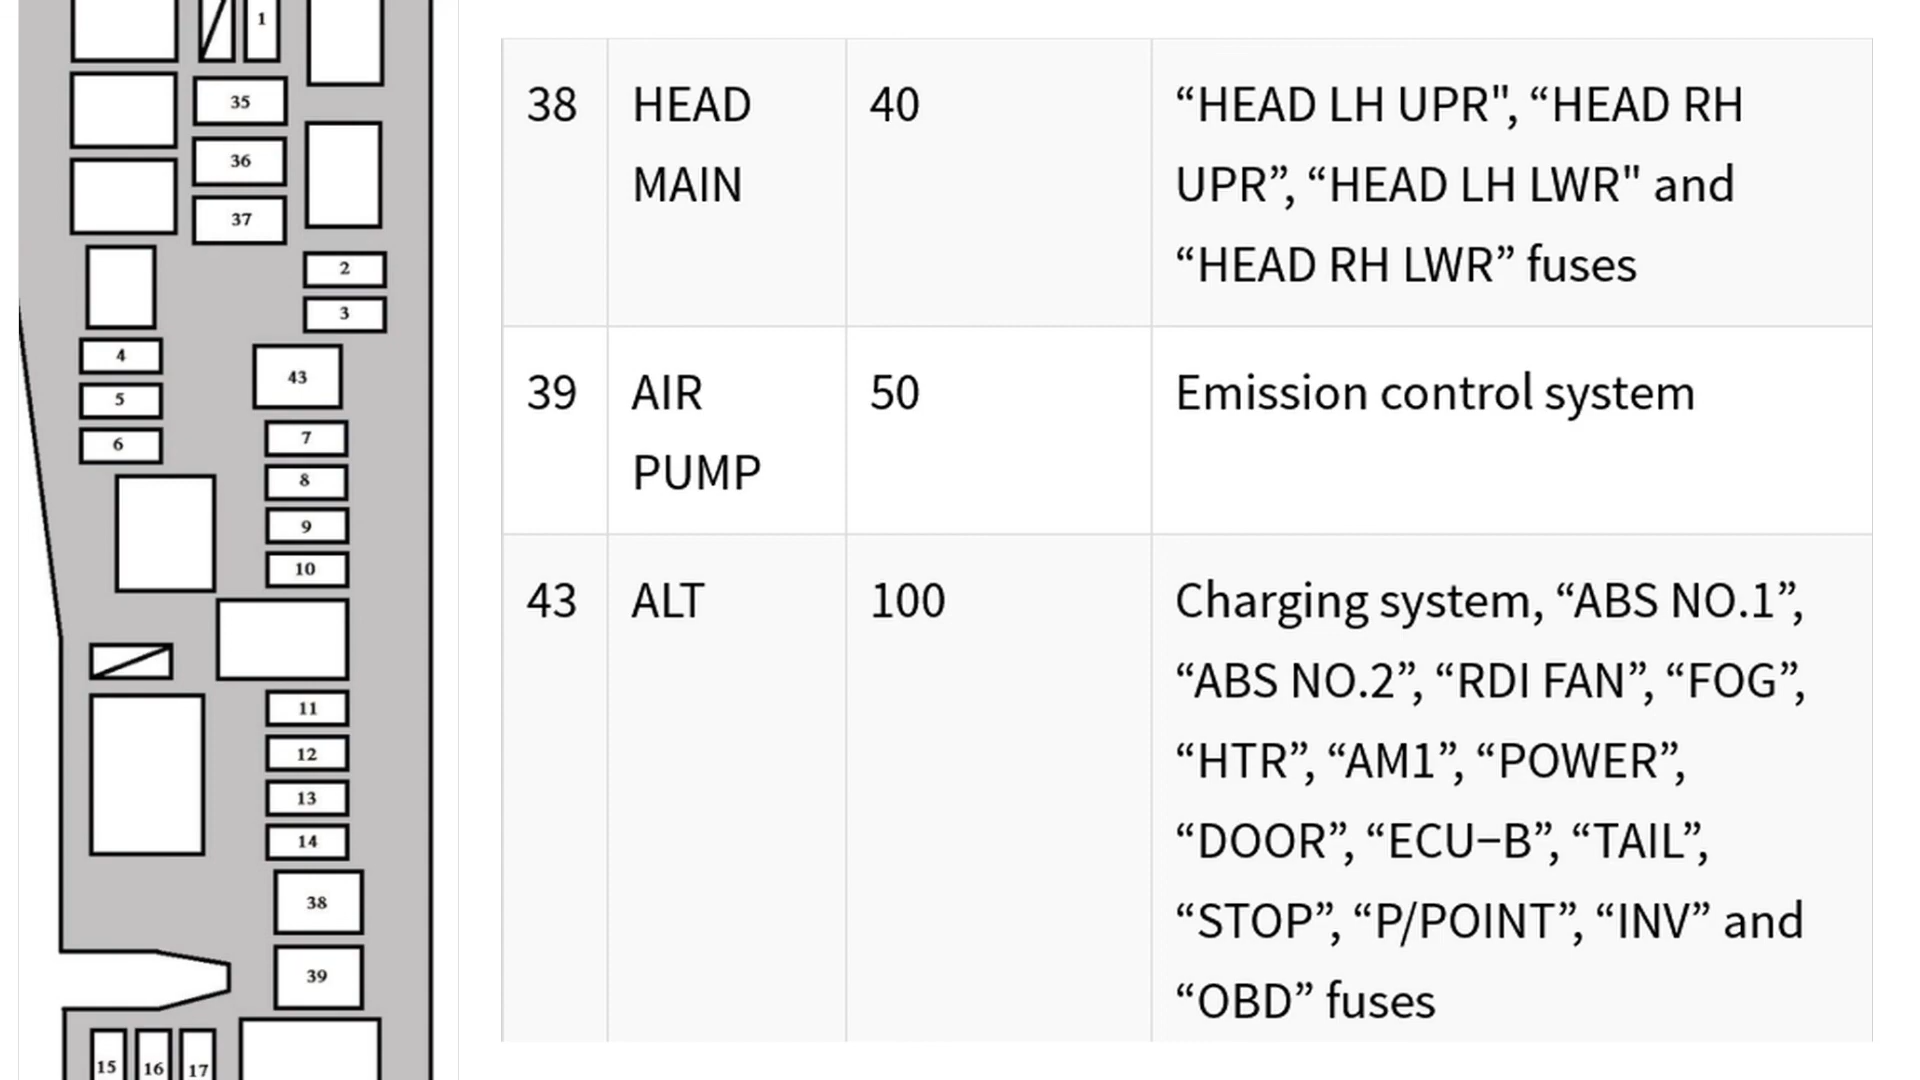 1
35
36
37
2
3
4
43
5
6
7
8
9
10
11
12
13
14
38
39
15 16 17
38 HEAD 40 “HEAD LH UPR", “HEAD RH
MAIN UPR”, “HEAD LH LWR" and
“HEAD RH LWR” fuses
39 AIR 50 Emission control system
PUMP
43 ALT 100 Charging system, “ABS NO.1”,
“ABS NO.2”, “RDI FAN”, “FOG”,
“HTR”, “AM1”, “POWER”,
“DOOR”, “ECU−B”, “TAIL”,
“STOP”, “P/POINT”, “INV” and
“OBD” fuses